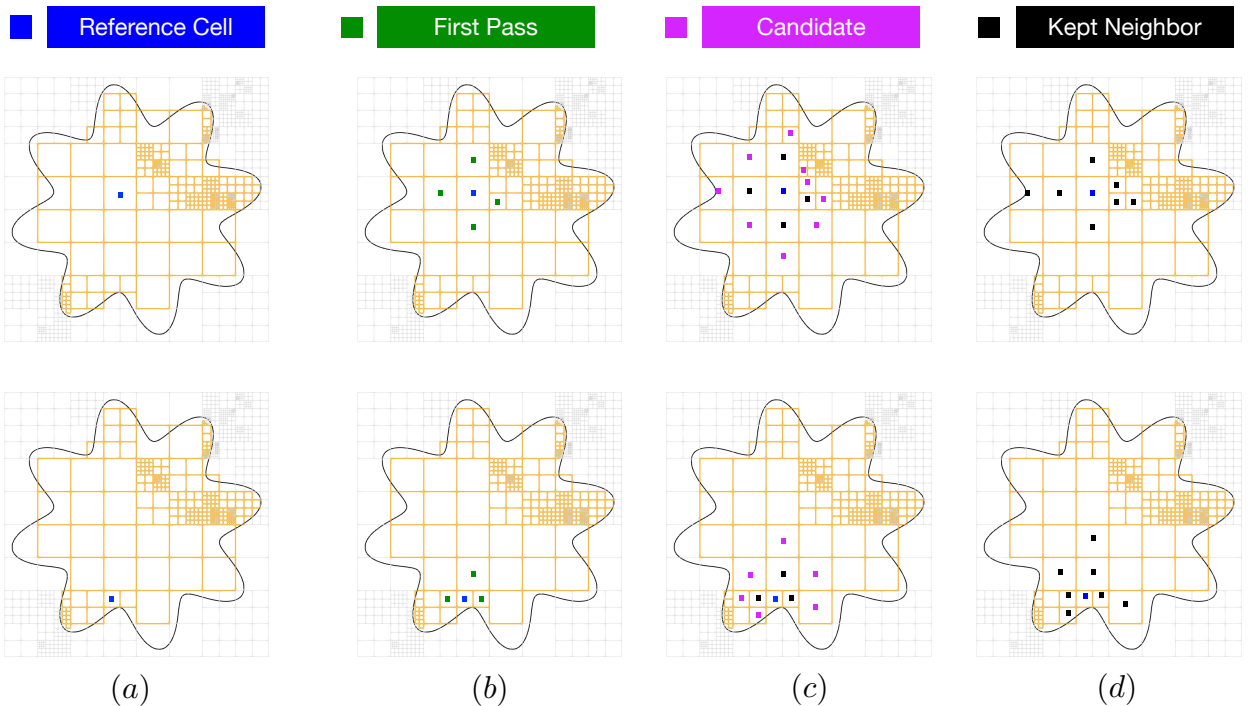 Reference Cell
First Pass
Candidate
Kept Neighbor
(a)
(b)
(c)
(d)